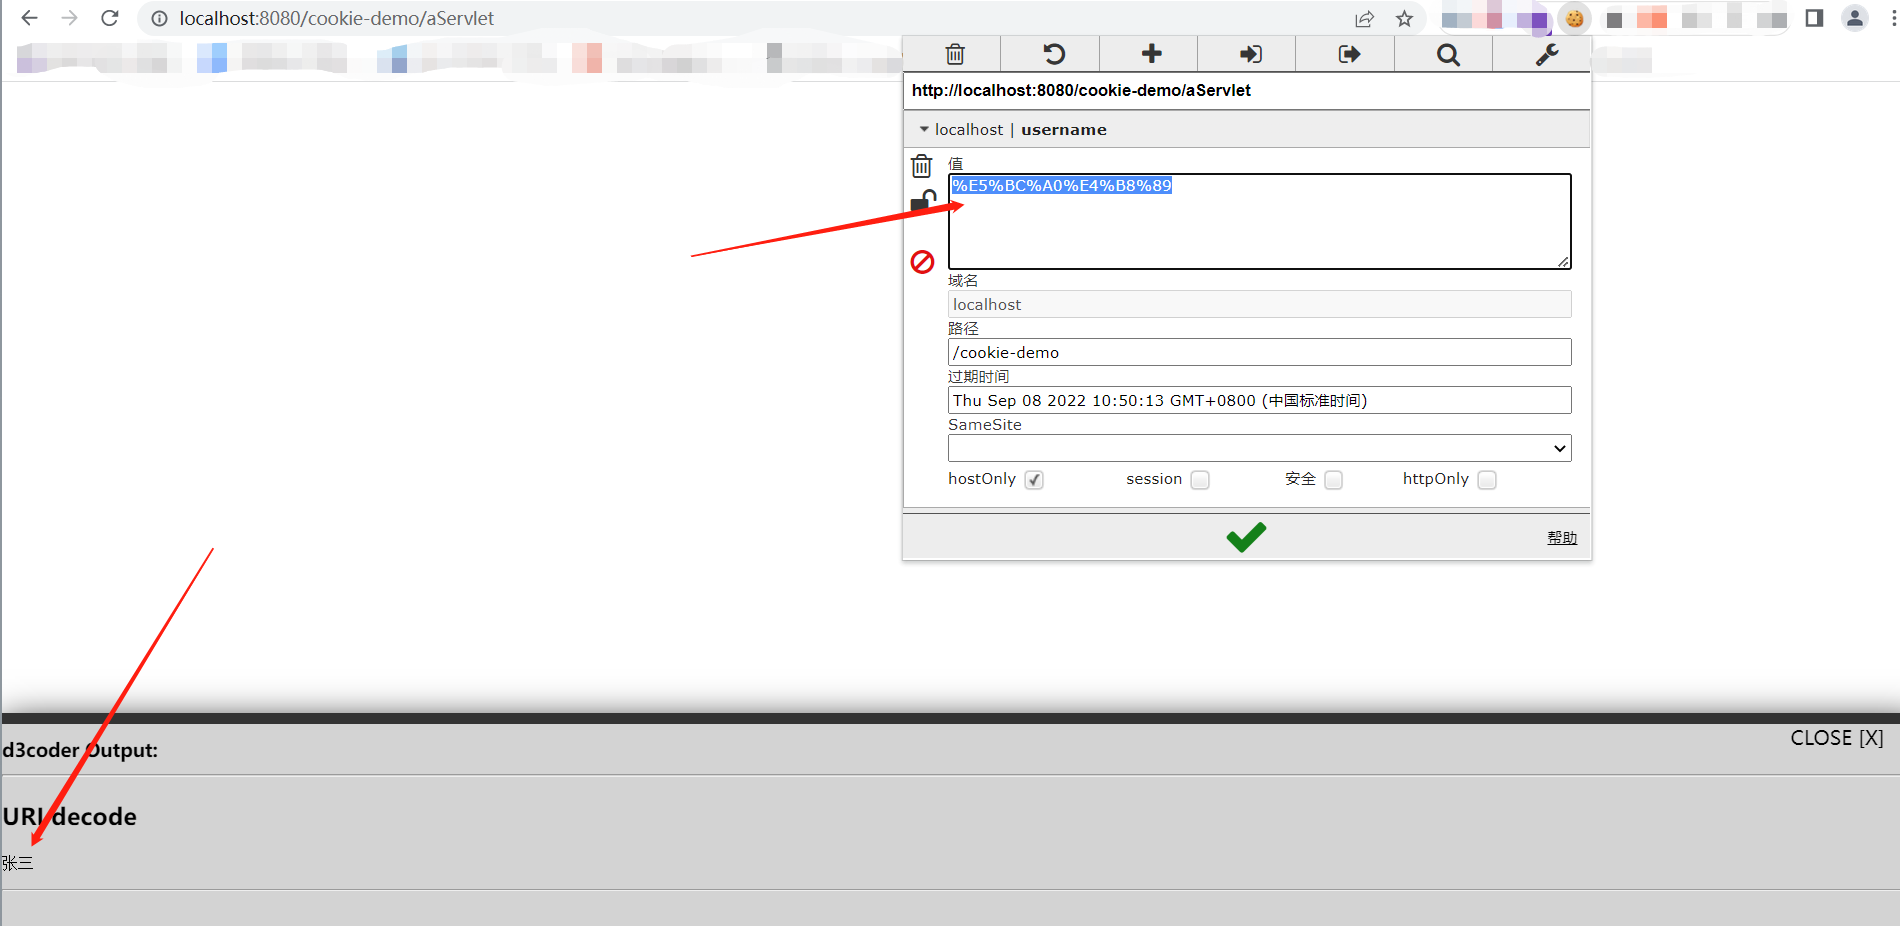 localhost:8080/cookie-demo/aServlet
http://localhost:8080/cookie-demo/aServlet
localhost | username
值
%E5%BC%A0%E4%B8%89
域名
localhost
路径
/cookie-demo
过期时间
Thu Sep 08 2022 10:50:13 GMT+0800 (中国标准时间)
SameSite
hostOnly session 安全 httpOnly
帮助
d3coder Output:
CLOSE [X]
URI decode
张三